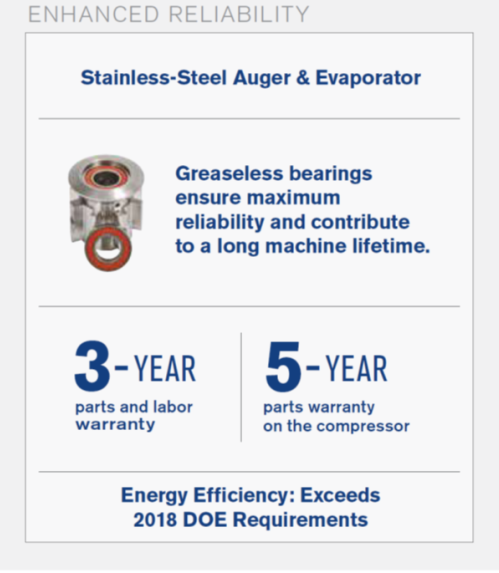 ENHANCED RELIABILITY
Stainless-Steel Auger & Evaporator
Greaseless bearings
ensure maximum
reliability and contribute
to a long machine lifetime.
3-YEAR
parts and labor
warranty
5-YEAR
parts warranty
on the compressor
Energy Efficiency: Exceeds
2018 DOE Requirements